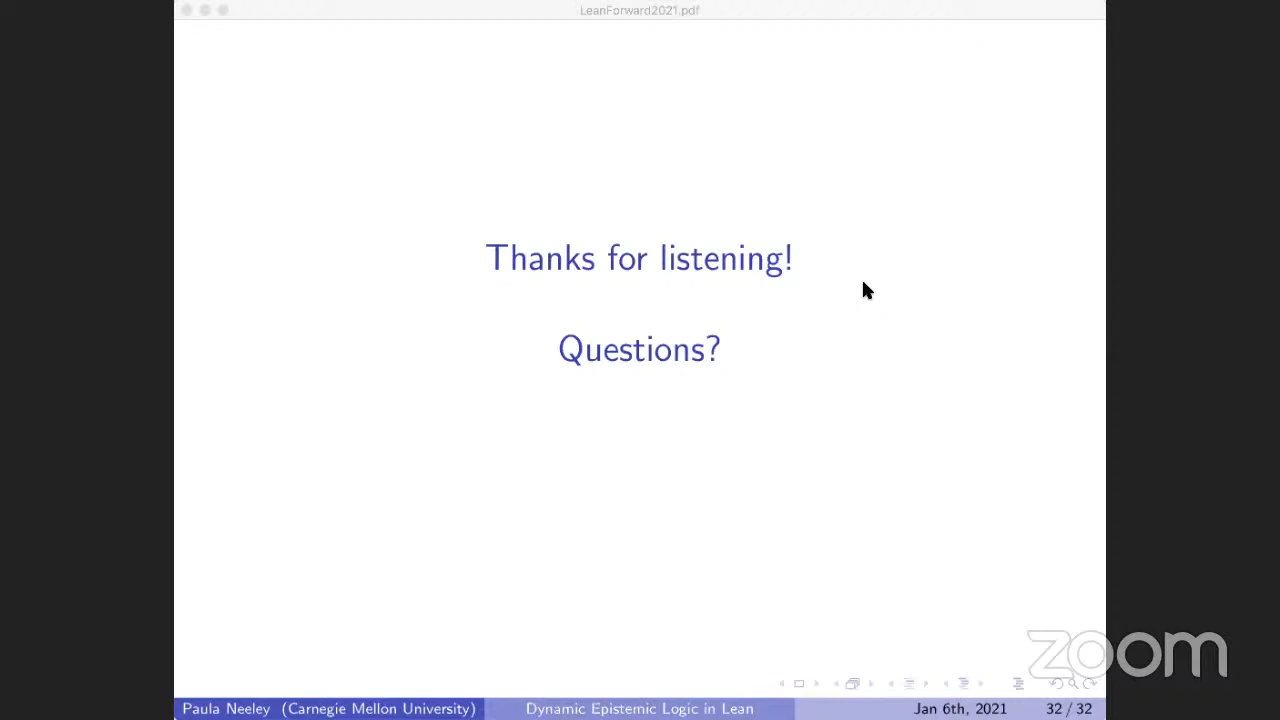 LeanForward2021.pdf
Thanks for listening!
Questions?
zoom
Paula Neeley (Carnegie Mellon University) Dynamic Epistemic Logic in Lean Jan 6th, 2021 32 / 32